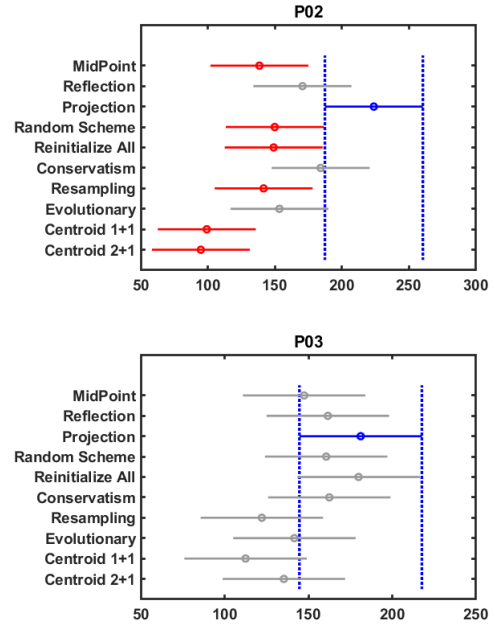 P02
MidPoint
Reflection
Projection
Random Scheme
Reinitialize All
Conservatism
Resampling
Evolutionary
Centroid 1+1
Centroid 2+1
50 100 150 200 250 300
P03
MidPoint
Reflection
Projection
Random Scheme
Reinitialize All
Conservatism
Resampling
Evolutionary
Centroid 1+1
Centroid 2+1
50 100 150 200 250